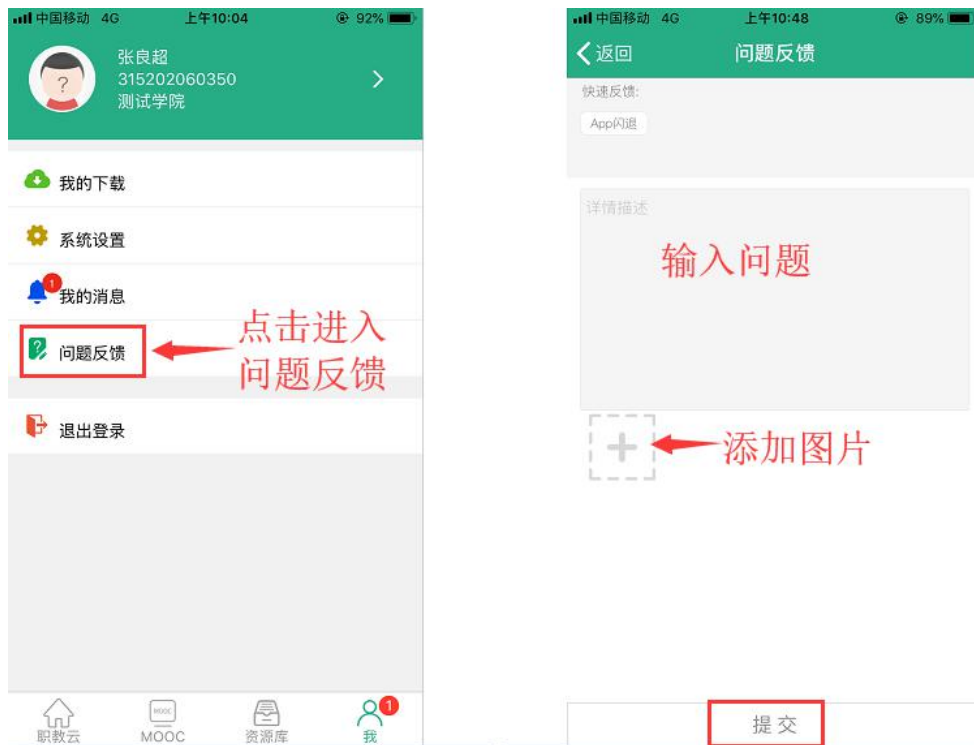 中国移动 4G 上午10:04 92%
张良超
315202060350
测试学院
我的下载
系统设置
1
我的消息
问题反馈
点击进入
问题反馈
退出登录
职教云
MOOC
MOOC
资源库
1
我
中国移动 4G 上午10:48 89%
返回 问题反馈
快速反馈:
App闪退
详情描述
输入问题
添加图片
提交